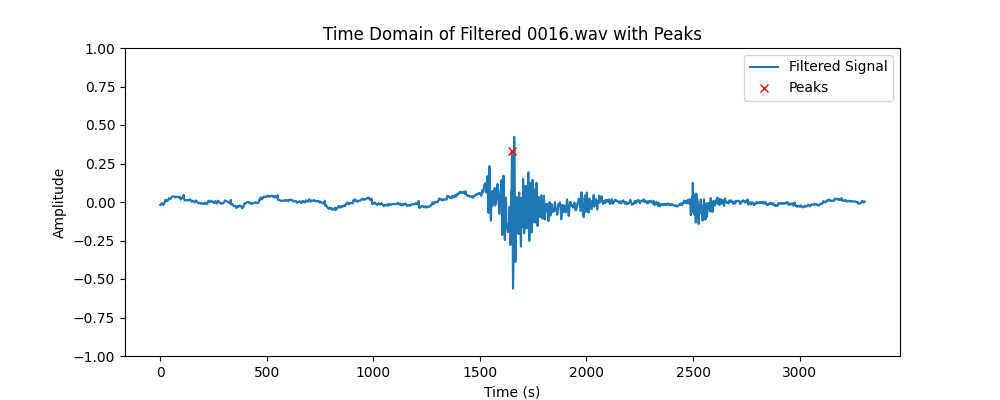 Time Domain of Filtered 0016.wav with Peaks
1.00
0.75
0.50
0.25
0.00
−0.25
−0.50
−0.75
−1.00
Amplitude
Filtered Signal
Peaks
0 500 1000 1500 2000 2500 3000
Time (s)